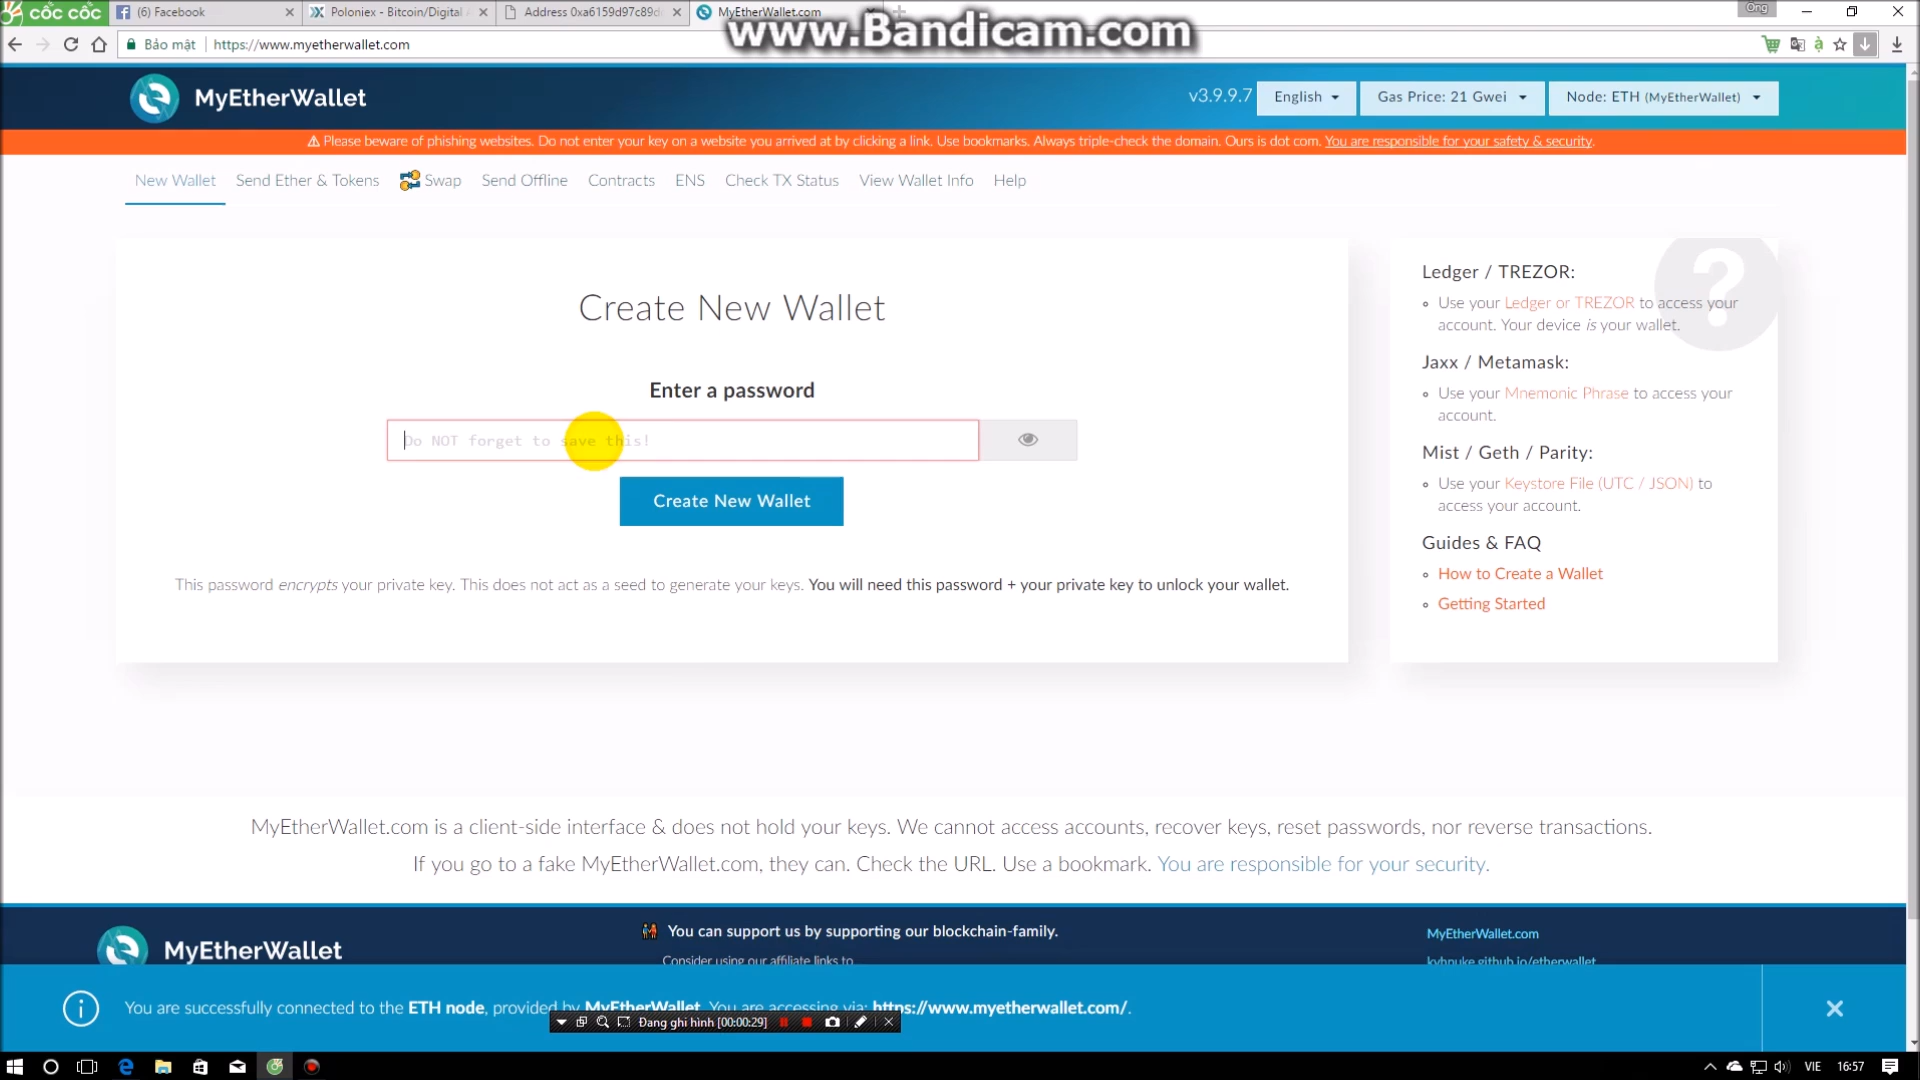 cốc cốc
(6) Facebook
Poloniex - Bitcoin/Digital A
Address 0xa6159d97c89d
MyEtherWallet.com
Ong
www.Bandicam.com
Bảo mật
https://www.myetherwallet.com
MyEtherWallet
v3.9.9.7
English
Gas Price: 21 Gwei
Node: ETH (MyEtherWallet)
Please beware of phishing websites. Do not enter your key on a website you arrived at by clicking a link. Use bookmarks. Always triple-check the domain. Ours is dot com. You are responsible for your safety & security.
New Wallet
Send Ether & Tokens
Swap
Send Offline
Contracts
ENS
Check TX Status
View Wallet Info
Help
Create New Wallet
Enter a password
Do NOT forget to save this!
Create New Wallet
This password encrypts your private key. This does not act as a seed to generate your keys. You will need this password + your private key to unlock your wallet.
Ledger / TREZOR:
Use your Ledger or TREZOR to access your
account. Your device is your wallet.
Jaxx / Metamask:
Use your Mnemonic Phrase to access your
account.
Mist / Geth / Parity:
Use your Keystore File (UTC / JSON) to
access your account.
Guides & FAQ
How to Create a Wallet
Getting Started
MyEtherWallet.com is a client-side interface & does not hold your keys. We cannot access accounts, recover keys, reset passwords, nor reverse transactions.
If you go to a fake MyEtherWallet.com, they can. Check the URL. Use a bookmark. You are responsible for your security.
MyEtherWallet
You can support us by supporting our blockchain-family.
Consider using our affiliate links to
MyEtherWallet.com
kvhnuke.github.io/etherwallet
You are successfully connected to the ETH node, provided by MyEtherWallet. You are accessing via: https://www.myetherwallet.com/.
Đang ghi hình [00:00:29]
VIE
16:57